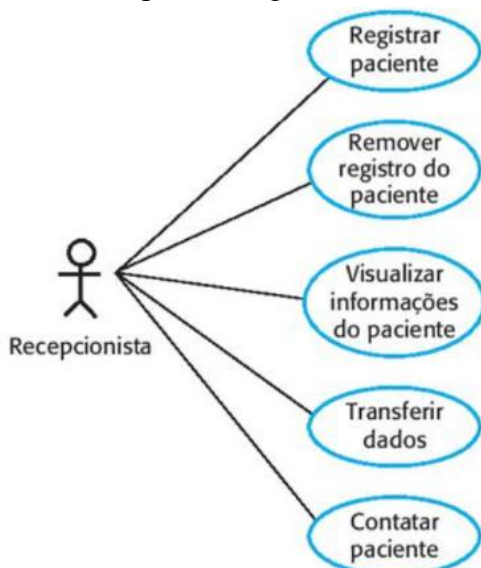 Registrar
paciente
Remover
registro do
paciente
Visualizar
informações
do paciente
Recepcionista
Transferir
dados
Contatar
paciente